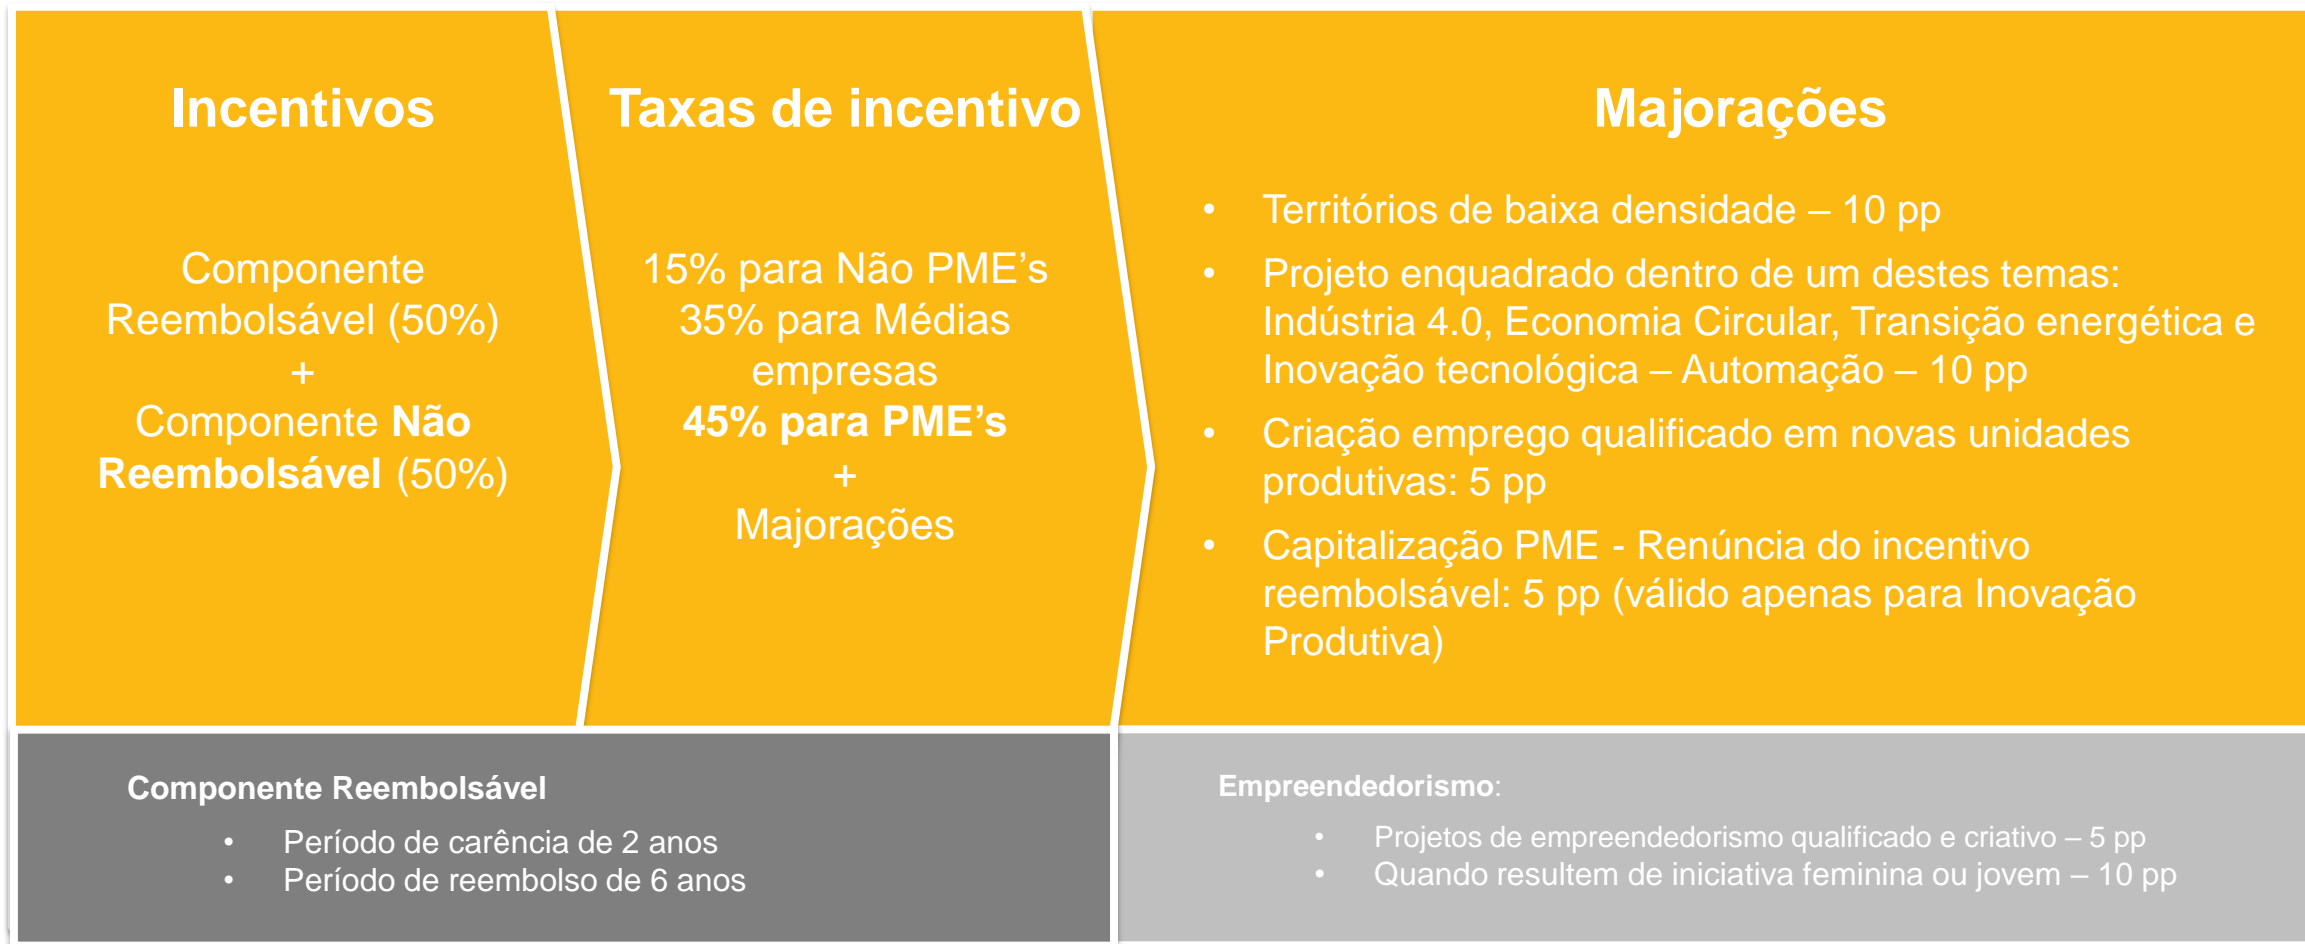 Incentivos
Componente
Reembolsável (50%)
+
Componente Não
Reembolsável (50%)
Taxas de incentivo
15% para Não PME’s
35% para Médias
empresas
45% para PME’s
+
Majorações
Majorações
• Territórios de baixa densidade – 10 pp
• Projeto enquadrado dentro de um destes temas:
Indústria 4.0, Economia Circular, Transição energética e
Inovação tecnológica – Automação – 10 pp
• Criação emprego qualificado em novas unidades
produtivas: 5 pp
• Capitalização PME - Renúncia do incentivo
reembolsável: 5 pp (válido apenas para Inovação
Produtiva)
Componente Reembolsável
• Período de carência de 2 anos
• Período de reembolso de 6 anos
Empreendedorismo:
• Projetos de empreendedorismo qualificado e criativo – 5 pp
• Quando resultem de iniciativa feminina ou jovem – 10 pp